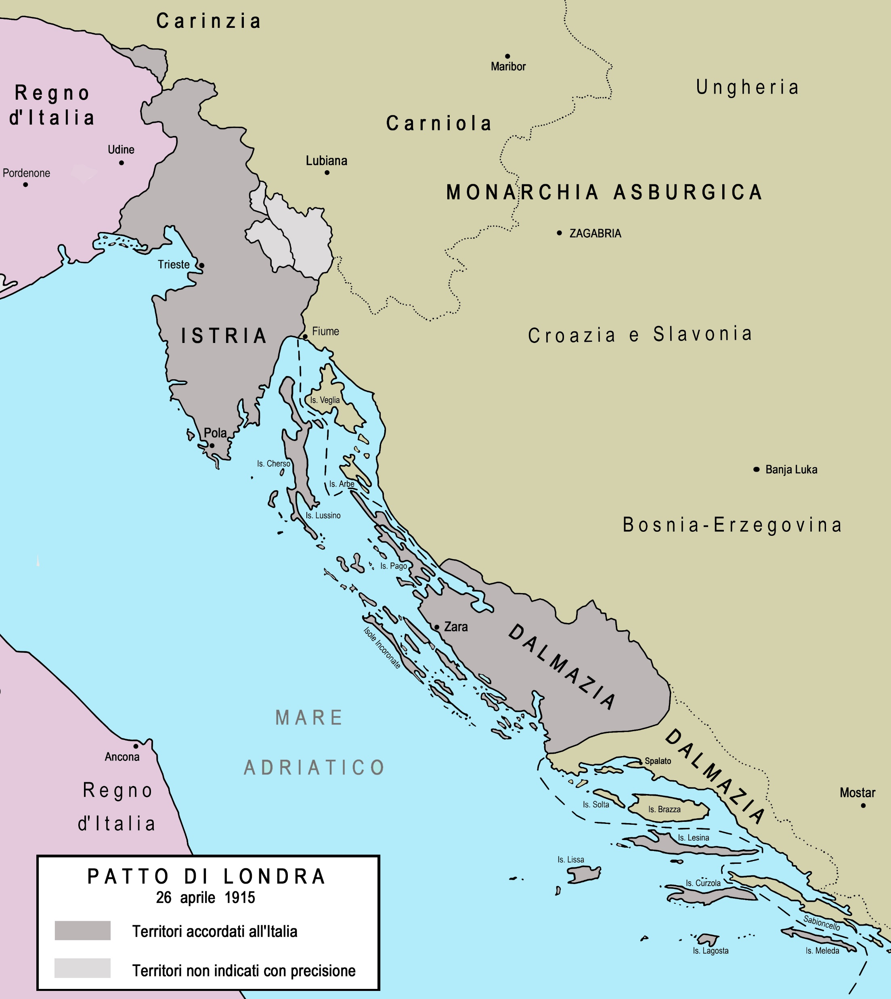 Carinzia
Maribor
Ungheria
Regno
d'Italia
Carniola
Udine
Lubiana
Pordenone
MONARCHIA ASBURGICA
ZAGABRIA
Trieste
ISTRIA
Fiume
Croazia e Slavonia
Is. Veglia
Pola
Is. Cherso
Banja Luka
Is. Arbe
Is. Lussino
Bosnia-Erzegovina
Is. Pago
Zara
Isole Incoronate
DALMAZIA
MARE
ADRIATICO
Ancona
DALMAZIA
Spalato
Regno
d'Italia
Mostar
Is. Solta
Is. Brazza
Is. Lesina
Is. Lissa
Is. Curzola
Sabioncello
Is. Lagosta
Is. Meleda
PATTO DI LONDRA
26 aprile 1915
Territori accordati all'Italia
Territori non indicati con precisione